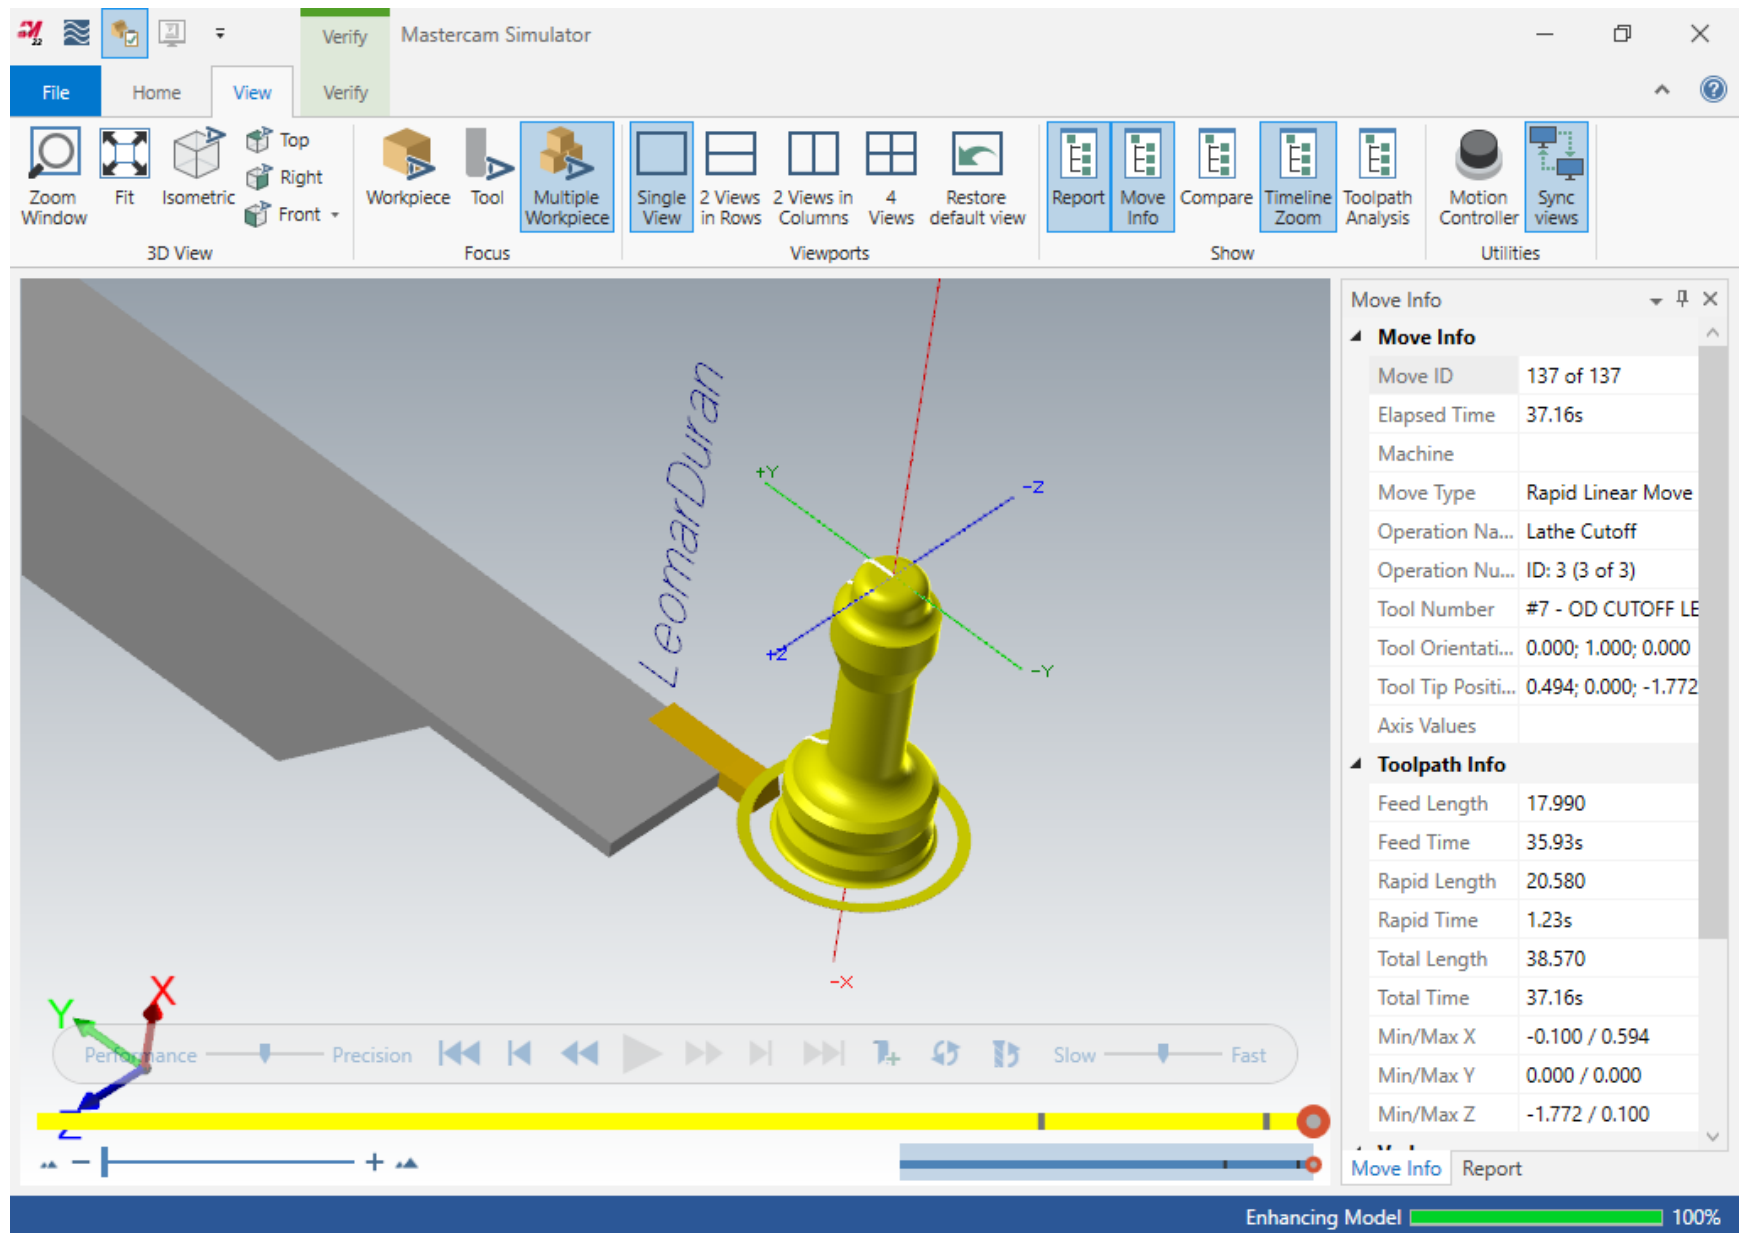 22
Verify
Mastercam Simulator
File
Home
View
Verify
Zoom Window
Fit
Isometric
Top
Right
Front
3D View
Workpiece
Tool
Multiple Workpiece
Focus
Single View
2 Views in Rows
2 Views in Columns
4 Views
Restore default view
Viewports
Report
Move Info
Compare
Timeline Zoom
Toolpath Analysis
Show
Motion Controller
Sync views
Utilities
LeomarDuran
+Y
-Z
+Z
-Y
-X
X
Y
Z
Performance
Precision
Slow
Fast
Move Info
Move Info
Move ID 137 of 137
Elapsed Time 37.16s
Machine
Move Type Rapid Linear Move
Operation Na... Lathe Cutoff
Operation Nu... ID: 3 (3 of 3)
Tool Number #7 - OD CUTOFF LE
Tool Orientati... 0.000; 1.000; 0.000
Tool Tip Positi... 0.494; 0.000; -1.772
Axis Values
Toolpath Info
Feed Length 17.990
Feed Time 35.93s
Rapid Length 20.580
Rapid Time 1.23s
Total Length 38.570
Total Time 37.16s
Min/Max X -0.100 / 0.594
Min/Max Y 0.000 / 0.000
Min/Max Z -1.772 / 0.100
Move Info
Report
Enhancing Model 100%